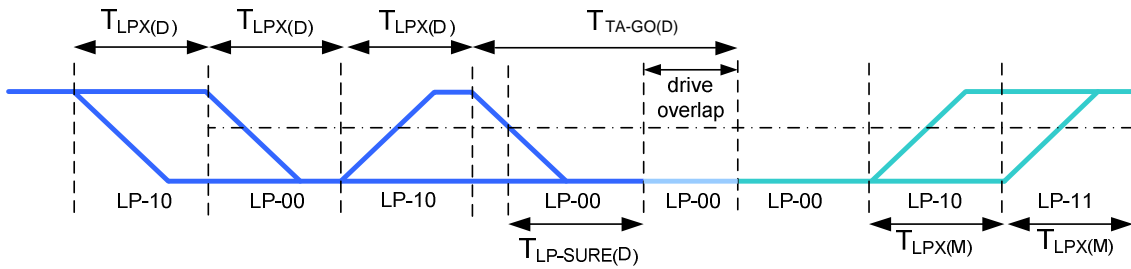 TLPX(D) TLPX(D) TLPX(D) TTA-GO(D)
drive
overlap
LP-10 LP-00 LP-10 LP-00 LP-00 LP-00 LP-10 LP-11
TLP-SURE(D) TLPX(M) TLPX(M)